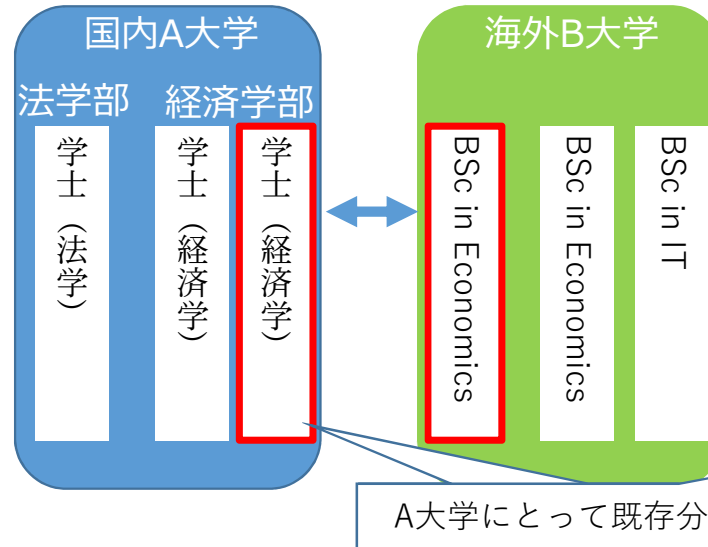 国内A大学
海外B大学
法学部
経済学部
学士（法学）
学士（経済学）
学士（経済学）
BSc in Economics
BSc in Economics
BSc in IT
A大学にとって既存分